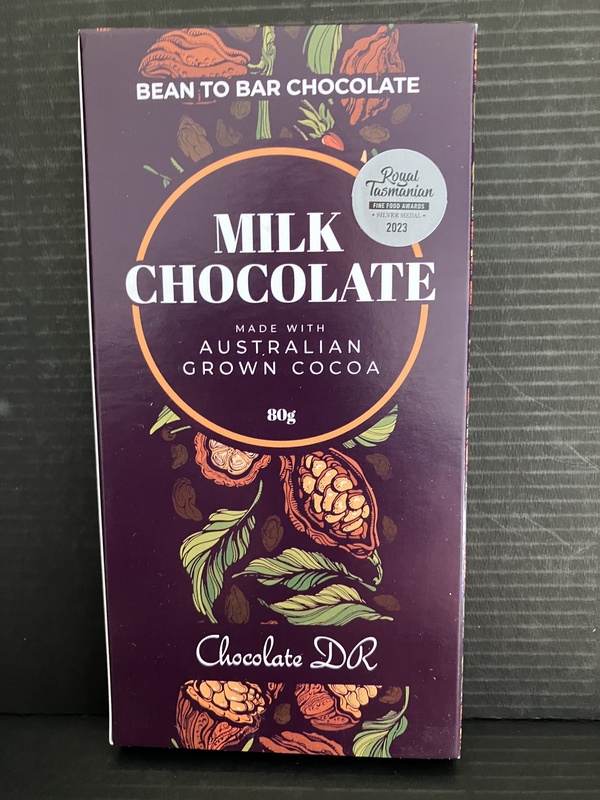 BEAN TO BAR CHOCOLATE
Royal
Tasmanian
FINE FOOD AWARDS
• SILVER MEDAL •
2023
MILK
CHOCOLATE
MADE WITH
AUSTRALIAN
GROWN COCOA
80g
Chocolate DR